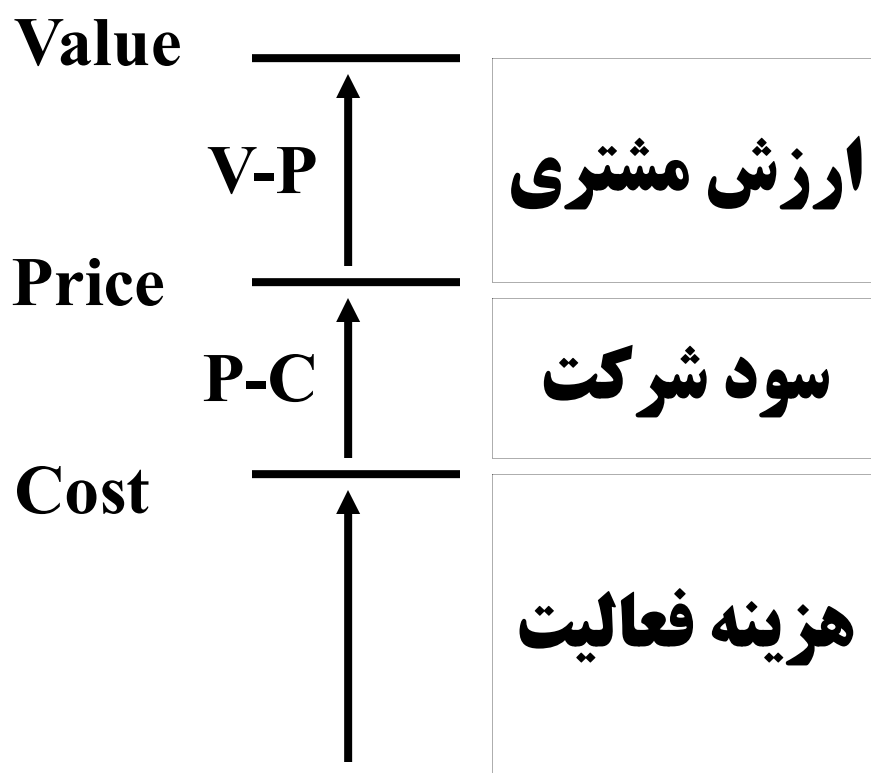 Value
V-P
ارزش مشتری
Price
P-C
سود شرکت
Cost
هزینه فعالیت